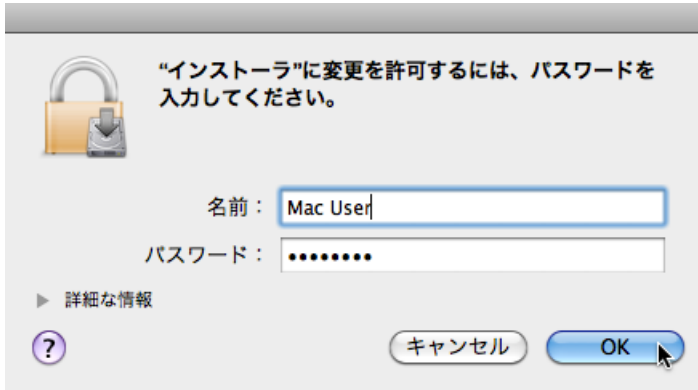 “インストーラ”に変更を許可するには、パスワードを
入力してください。
名前： Mac User
パスワード： ••••••••
詳細な情報
? キャンセル OK